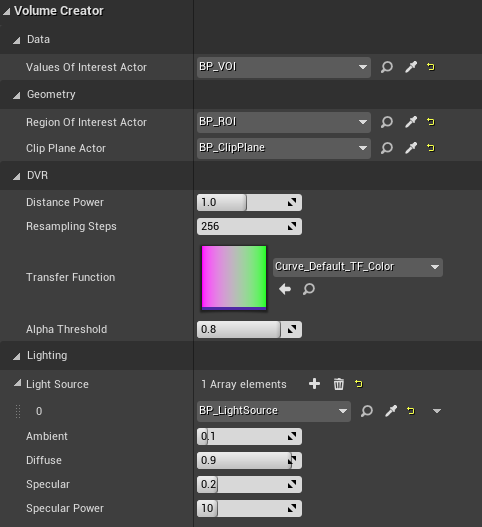 Volume Creator
Data
Values Of Interest Actor BP_VOI
Geometry
Region Of Interest Actor BP_ROI
Clip Plane Actor BP_ClipPlane
DVR
Distance Power 1.0
Resampling Steps 256
Transfer Function Curve_Default_TF_Color
Alpha Threshold 0.8
Lighting
Light Source 1 Array elements
0 BP_LightSource
Ambient 0.1
Diffuse 0.9
Specular 0.2
Specular Power 10